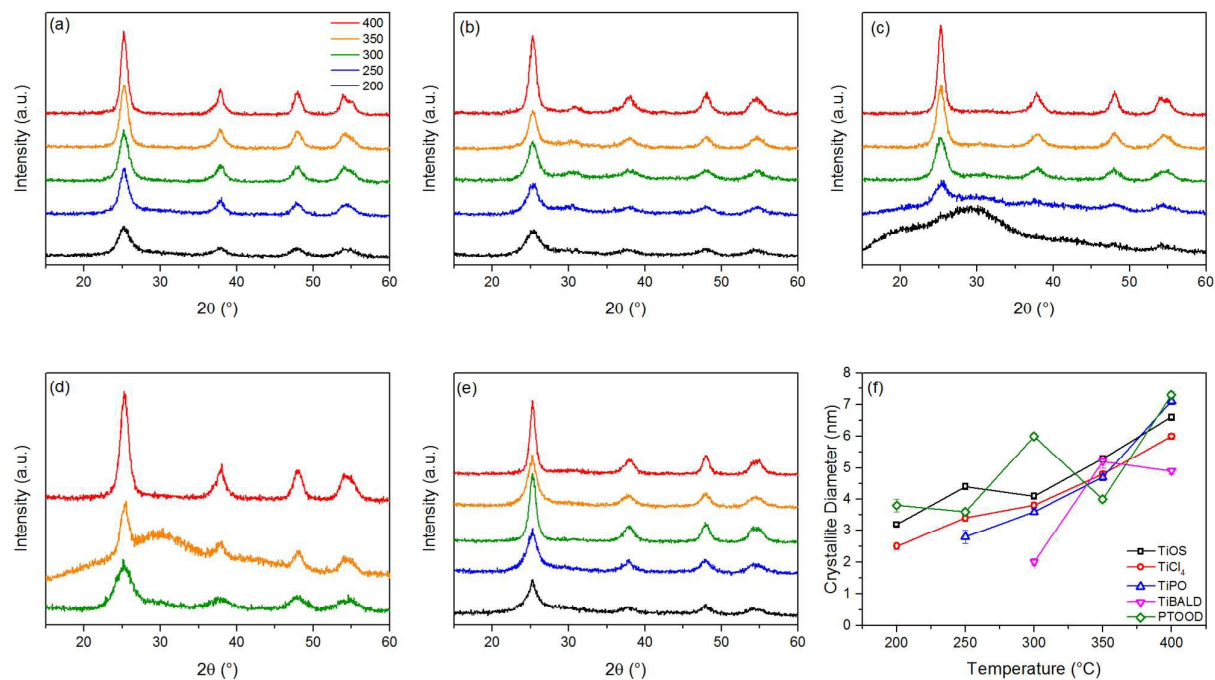 (a)
400
350
300
250
200
Intensity (a.u.)
20 30 40 50 60
2θ (°)
(b)
Intensity (a.u.)
20 30 40 50 60
2θ (°)
(c)
Intensity (a.u.)
20 30 40 50 60
2θ (°)
(d)
Intensity (a.u.)
20 30 40 50 60
2θ (°)
(e)
Intensity (a.u.)
20 30 40 50 60
2θ (°)
(f)
Crystallite Diameter (nm)
8
7
6
5
4
3
2
1
0
TiOS
TiCl₄
TiPO
TiBALD
PTOOD
200 250 300 350 400
Temperature (°C)